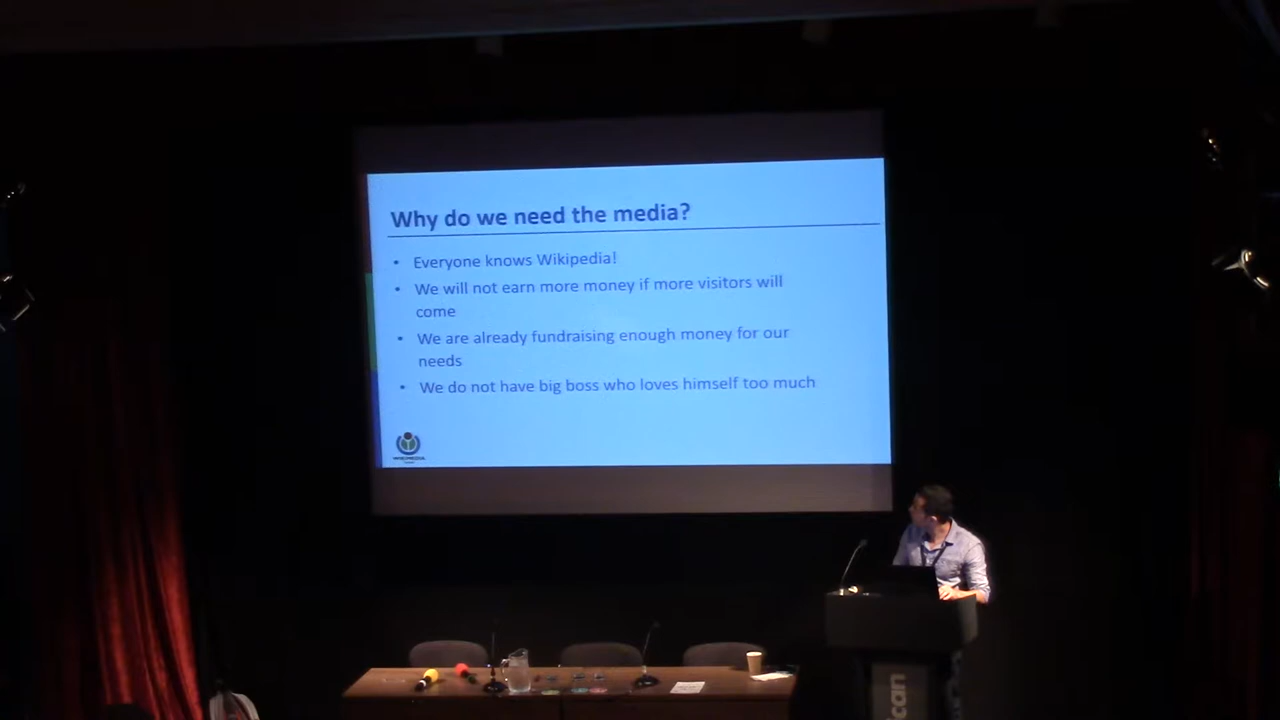 Why do we need the media?
• Everyone knows Wikipedia!
• We will not earn more money if more visitors will
come
• We are already fundraising enough money for our
needs
• We do not have big boss who loves himself too much
WIKIMEDIA
ican